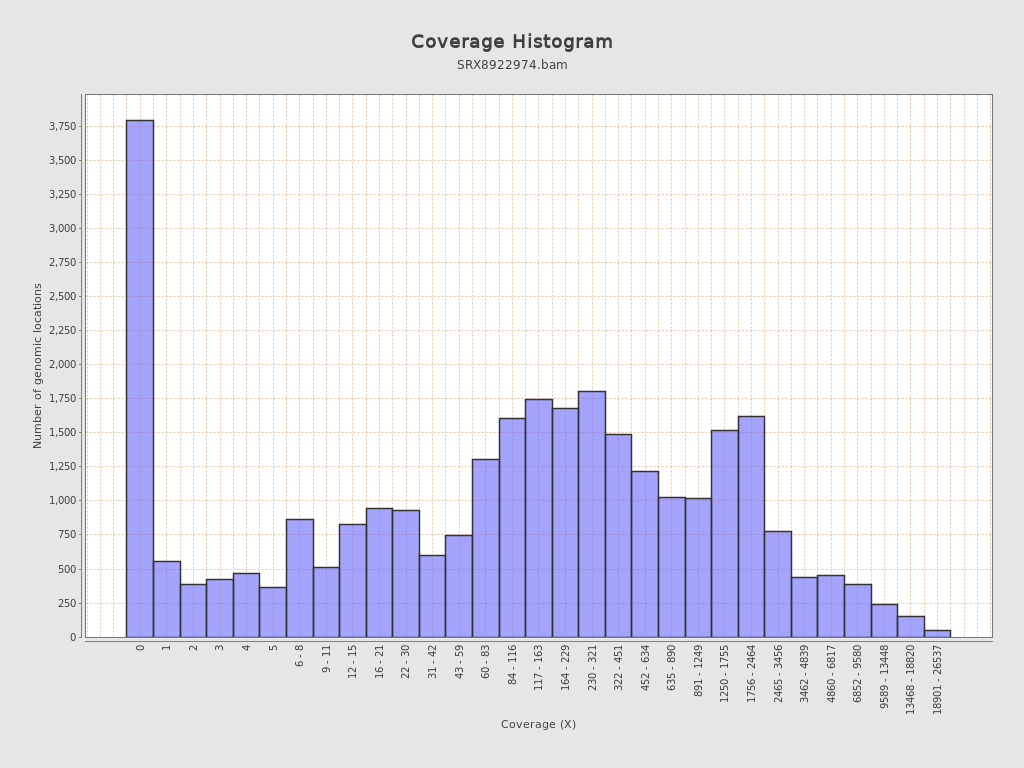 Coverage Histogram
SRX8922974.bam
Number of genomic locations
3,750
3,500
3,250
3,000
2,750
2,500
2,250
2,000
1,750
1,500
1,250
1,000
750
500
250
0
0
1
2
3
4
5
6 - 8
9 - 11
12 - 15
16 - 21
22 - 30
31 - 42
43 - 59
60 - 83
84 - 116
117 - 163
164 - 229
230 - 321
322 - 451
452 - 634
635 - 890
891 - 1249
1250 - 1755
1756 - 2464
2465 - 3456
3462 - 4839
4860 - 6817
6852 - 9580
9589 - 13448
13468 - 18820
18901 - 26537
Coverage (X)